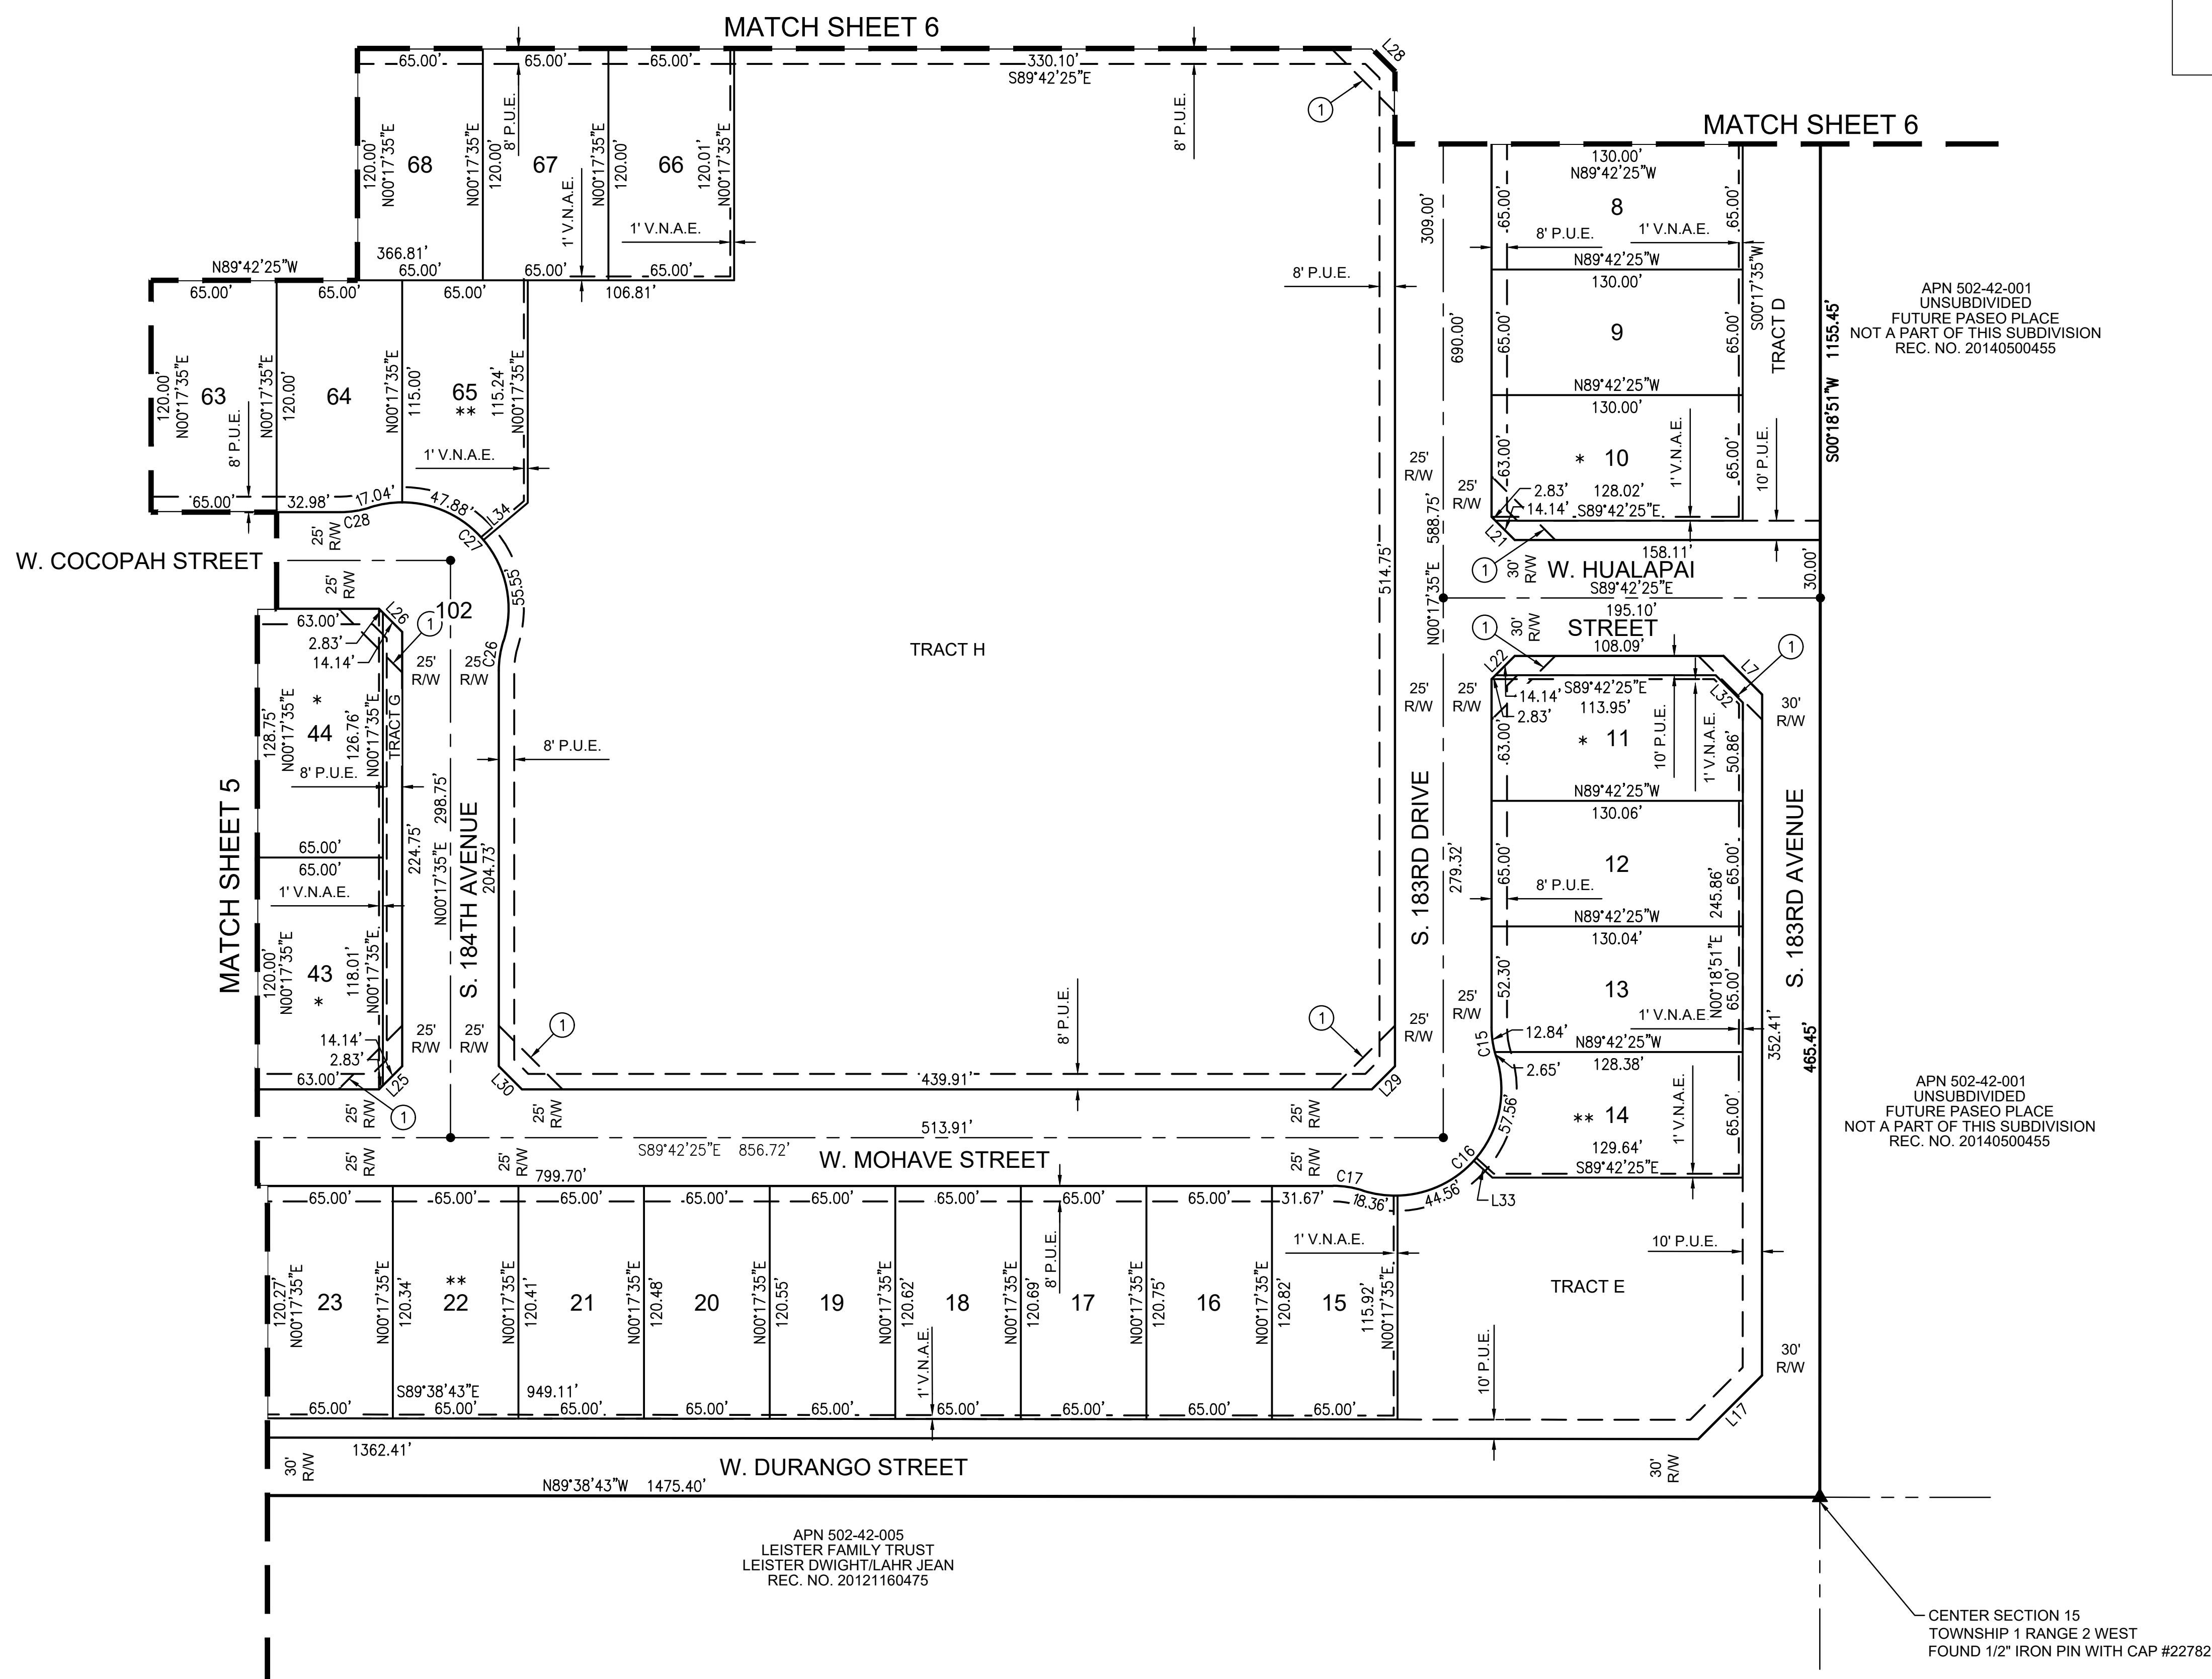 MATCH SHEET 6
65.00' 65.00' 65.00' 330.10'
S89°42'25"E
L28
1
8' P.U.E.
8' P.U.E.
120.00'
N00°17'35"E
68
N00°17'35"E
120.00'
67
N00°17'35"E
120.00'
66
120.01'
N00°17'35"E
1' V.N.A.E.
1' V.N.A.E.
366.81'
65.00' 65.00' 65.00'
N89°42'25"W
65.00' 65.00' 65.00' 106.81'
120.00'
N00°17'35"E
63
8' P.U.E.
N00°17'35"E
120.00'
64
N00°17'35"E
115.00'
65
**
115.24'
N00°17'35"E
1' V.N.A.E.
65.00' 32.98' 17.04' 47.88'
C28
L34
C27
25'
R/W
W. COCOPAH STREET
25'
R/W
102
55.55'
C26
L26
1
63.00'
2.83'
14.14'
25'
R/W
25'
R/W
128.75'
N00°17'35"E
*
44
126.76'
N00°17'35"E
TRACT G
8' P.U.E.
8' P.U.E.
65.00'
65.00'
1' V.N.A.E.
224.75'
N00°17'35"E 298.75'
S. 184TH AVENUE
204.73'
MATCH SHEET 5
120.00'
N00°17'35"E
43
*
118.01'
N00°17'35"E
14.14'
2.83'
63.00'
L25
1
25'
R/W
25'
R/W
L30
1
TRACT H
8' P.U.E.
514.75'
8' P.U.E.
439.91'
1
L29
25'
R/W
25'
R/W
25'
R/W
513.91'
S89°42'25"E 856.72'
W. MOHAVE STREET
25'
R/W
25'
R/W
25'
R/W
799.70'
C17
MATCH SHEET 6
130.00'
N89°42'25"W
309.00'
65.00'
8
65.00'
8' P.U.E.
1' V.N.A.E.
N89°42'25"W
130.00'
690.00'
65.00'
9
65.00'
S00°17'35"W
TRACT D
N89°42'25"W
130.00'
63.00'
* 10
1' V.N.A.E.
65.00'
10' P.U.E.
128.02'
2.83'
14.14'
S89°42'25"E
L21
25'
R/W
25'
R/W
N00°17'35"E 588.75'
S00°18'51"W 1155.45'
APN 502-42-001
UNSUBDIVIDED
FUTURE PASEO PLACE
NOT A PART OF THIS SUBDIVISION
REC. NO. 20140500455
158.11'
1
30'
R/W
W. HUALAPAI
S89°42'25"E
30.00'
195.10'
STREET
1
30'
R/W
108.09'
1
L22
L7
S89°42'25"E
L32
14.14'
113.95'
2.83'
25'
R/W
25'
R/W
30'
R/W
63.00'
* 11
10' P.U.E.
1' V.N.A.E.
50.86'
N89°42'25"W
130.06'
S. 183RD DRIVE
279.32'
65.00'
12
8' P.U.E.
65.00'
245.86'
S. 183RD AVENUE
N89°42'25"W
130.04'
52.30'
13
N00°18'51"E
65.00'
1' V.N.A.E.
25'
R/W
25'
R/W
352.41'
465.45'
12.84'
C15
N89°42'25"W
2.65'
128.38'
57.56'
** 14
1' V.N.A.E.
65.00'
129.64'
S89°42'25"E
C16
L33
APN 502-42-001
UNSUBDIVIDED
FUTURE PASEO PLACE
NOT A PART OF THIS SUBDIVISION
REC. NO. 20140500455
65.00' 65.00' 65.00' 65.00' 65.00' 65.00' 65.00' 65.00' 31.67' 18.36' 44.56'
8' P.U.E.
1' V.N.A.E.
10' P.U.E.
120.27'
N00°17'35"E
23
N00°17'35"E
120.34'
**
22
N00°17'35"E
120.41'
21
N00°17'35"E
120.48'
20
N00°17'35"E
120.55'
19
N00°17'35"E
120.62'
18
N00°17'35"E
120.69'
17
N00°17'35"E
120.75'
16
N00°17'35"E
120.82'
15
115.92'
N00°17'35"E
TRACT E
1' V.N.A.E.
10' P.U.E.
30'
R/W
S89°38'43"E 949.11'
65.00' 65.00' 65.00' 65.00' 65.00' 65.00' 65.00' 65.00' 65.00'
L17
1362.41'
30'
R/W
W. DURANGO STREET
30'
R/W
N89°38'43"W 1475.40'
APN 502-42-005
LEISTER FAMILY TRUST
LEISTER DWIGHT/LAHR JEAN
REC. NO. 20121160475
CENTER SECTION 15
TOWNSHIP 1 RANGE 2 WEST
FOUND 1/2" IRON PIN WITH CAP #22782